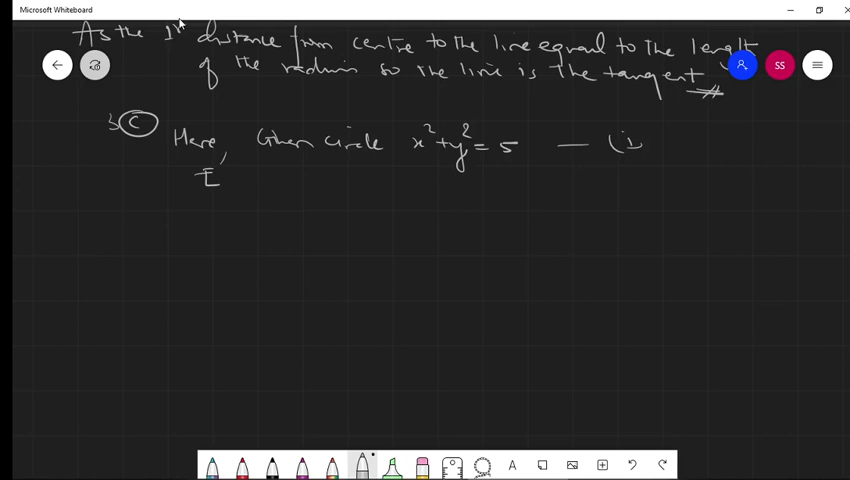 Microsoft Whiteboard
As the 1r distance from centre to the line equal to the length
of the radius so the line is the tangent
SS
3 C Here, Given circle x²+y²=5 — (i
E
A